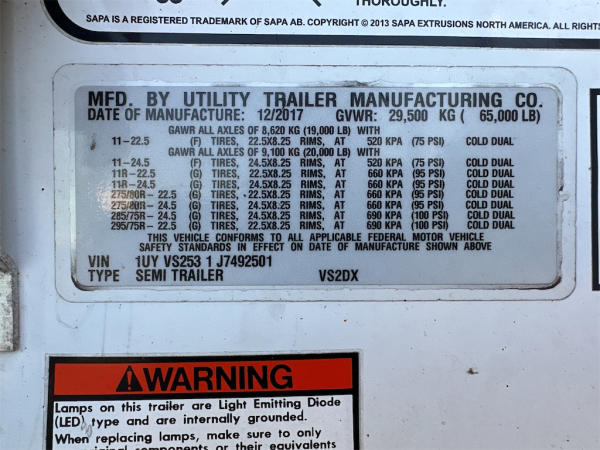 THOROUGHLY.
SAPA IS A REGISTERED TRADEMARK OF SAPA AB. COPYRIGHT © 2013 SAPA EXTRUSIONS NORTH AMERICA. ALL RIGHTS
MFD. BY UTILITY TRAILER MANUFACTURING CO.
DATE OF MANUFACTURE: 12/2017 GVWR: 29,500 KG ( 65,000 LB)
GAWR ALL AXLES OF 8,620 KG (19,000 LB) WITH
11-22.5 (F) TIRES, 22.5X8.25 RIMS, AT 520 KPA (75 PSI) COLD DUAL
GAWR ALL AXLES OF 9,100 KG (20,000 LB) WITH
11-24.5 (F) TIRES, 24.5X8.25 RIMS, AT 520 KPA (75 PSI) COLD DUAL
11R-22.5 (G) TIRES, 22.5X8.25 RIMS, AT 660 KPA (95 PSI) COLD DUAL
11R-24.5 (G) TIRES, 24.5X8.25 RIMS, AT 660 KPA (95 PSI) COLD DUAL
275/80R-22.5 (G) TIRES, 22.5X8.25 RIMS, AT 660 KPA (95 PSI) COLD DUAL
275/80R-24.5 (G) TIRES, 24.5X8.25 RIMS, AT 660 KPA (95 PSI) COLD DUAL
285/75R-24.5 (G) TIRES, 24.5X8.25 RIMS, AT 690 KPA (100 PSI) COLD DUAL
295/75R-22.5 (G) TIRES, 22.5X8.25 RIMS, AT 690 KPA (100 PSI) COLD DUAL
THIS VEHICLE CONFORMS TO ALL APPLICABLE FEDERAL MOTOR VEHICLE
SAFETY STANDARDS IN EFFECT ON DATE OF MANUFACTURE SHOWN ABOVE
VIN 1UY VS253 1 J7492501
TYPE SEMI TRAILER VS2DX
WARNING
Lamps on this trailer are Light Emitting Diode
(LED) type and are internally grounded.
When replacing lamps, make sure to only
original components or their equivalents